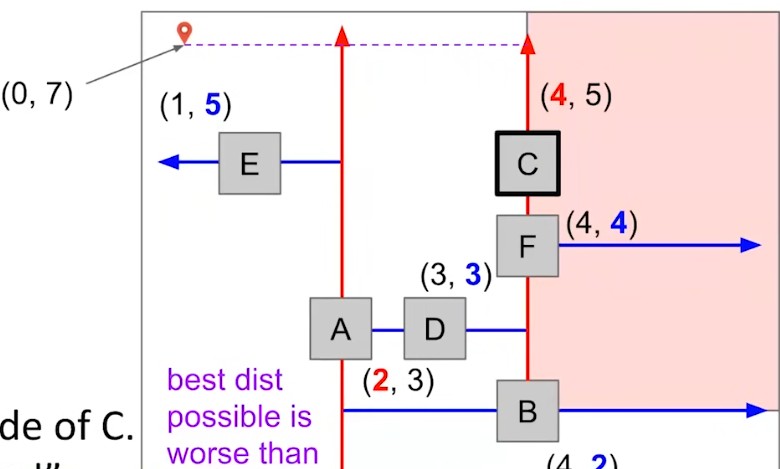 (0, 7)
(1, 5)
(4, 5)
E
C
(4, 4)
F
(3, 3)
A
D
(2, 3)
best dist
possible is
worse than
B
de of C.
(4, 2)